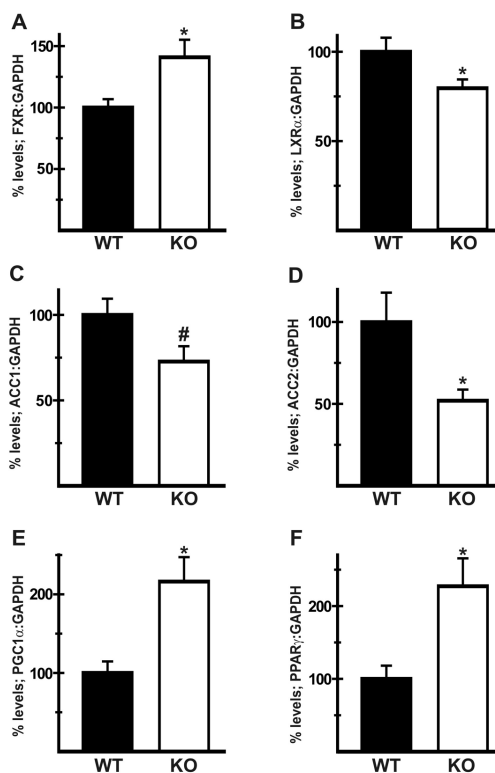 A
% levels; FXR:GAPDH
150
100
50
*
WT KO
B
% levels; LXRα:GAPDH
100
50
*
WT KO
C
% levels; ACC1:GAPDH
100
50
#
WT KO
D
% levels; ACC2:GAPDH
100
50
*
WT KO
E
% levels; PGC1α:GAPDH
200
100
*
WT KO
F
% levels; PPARγ:GAPDH
200
100
*
WT KO